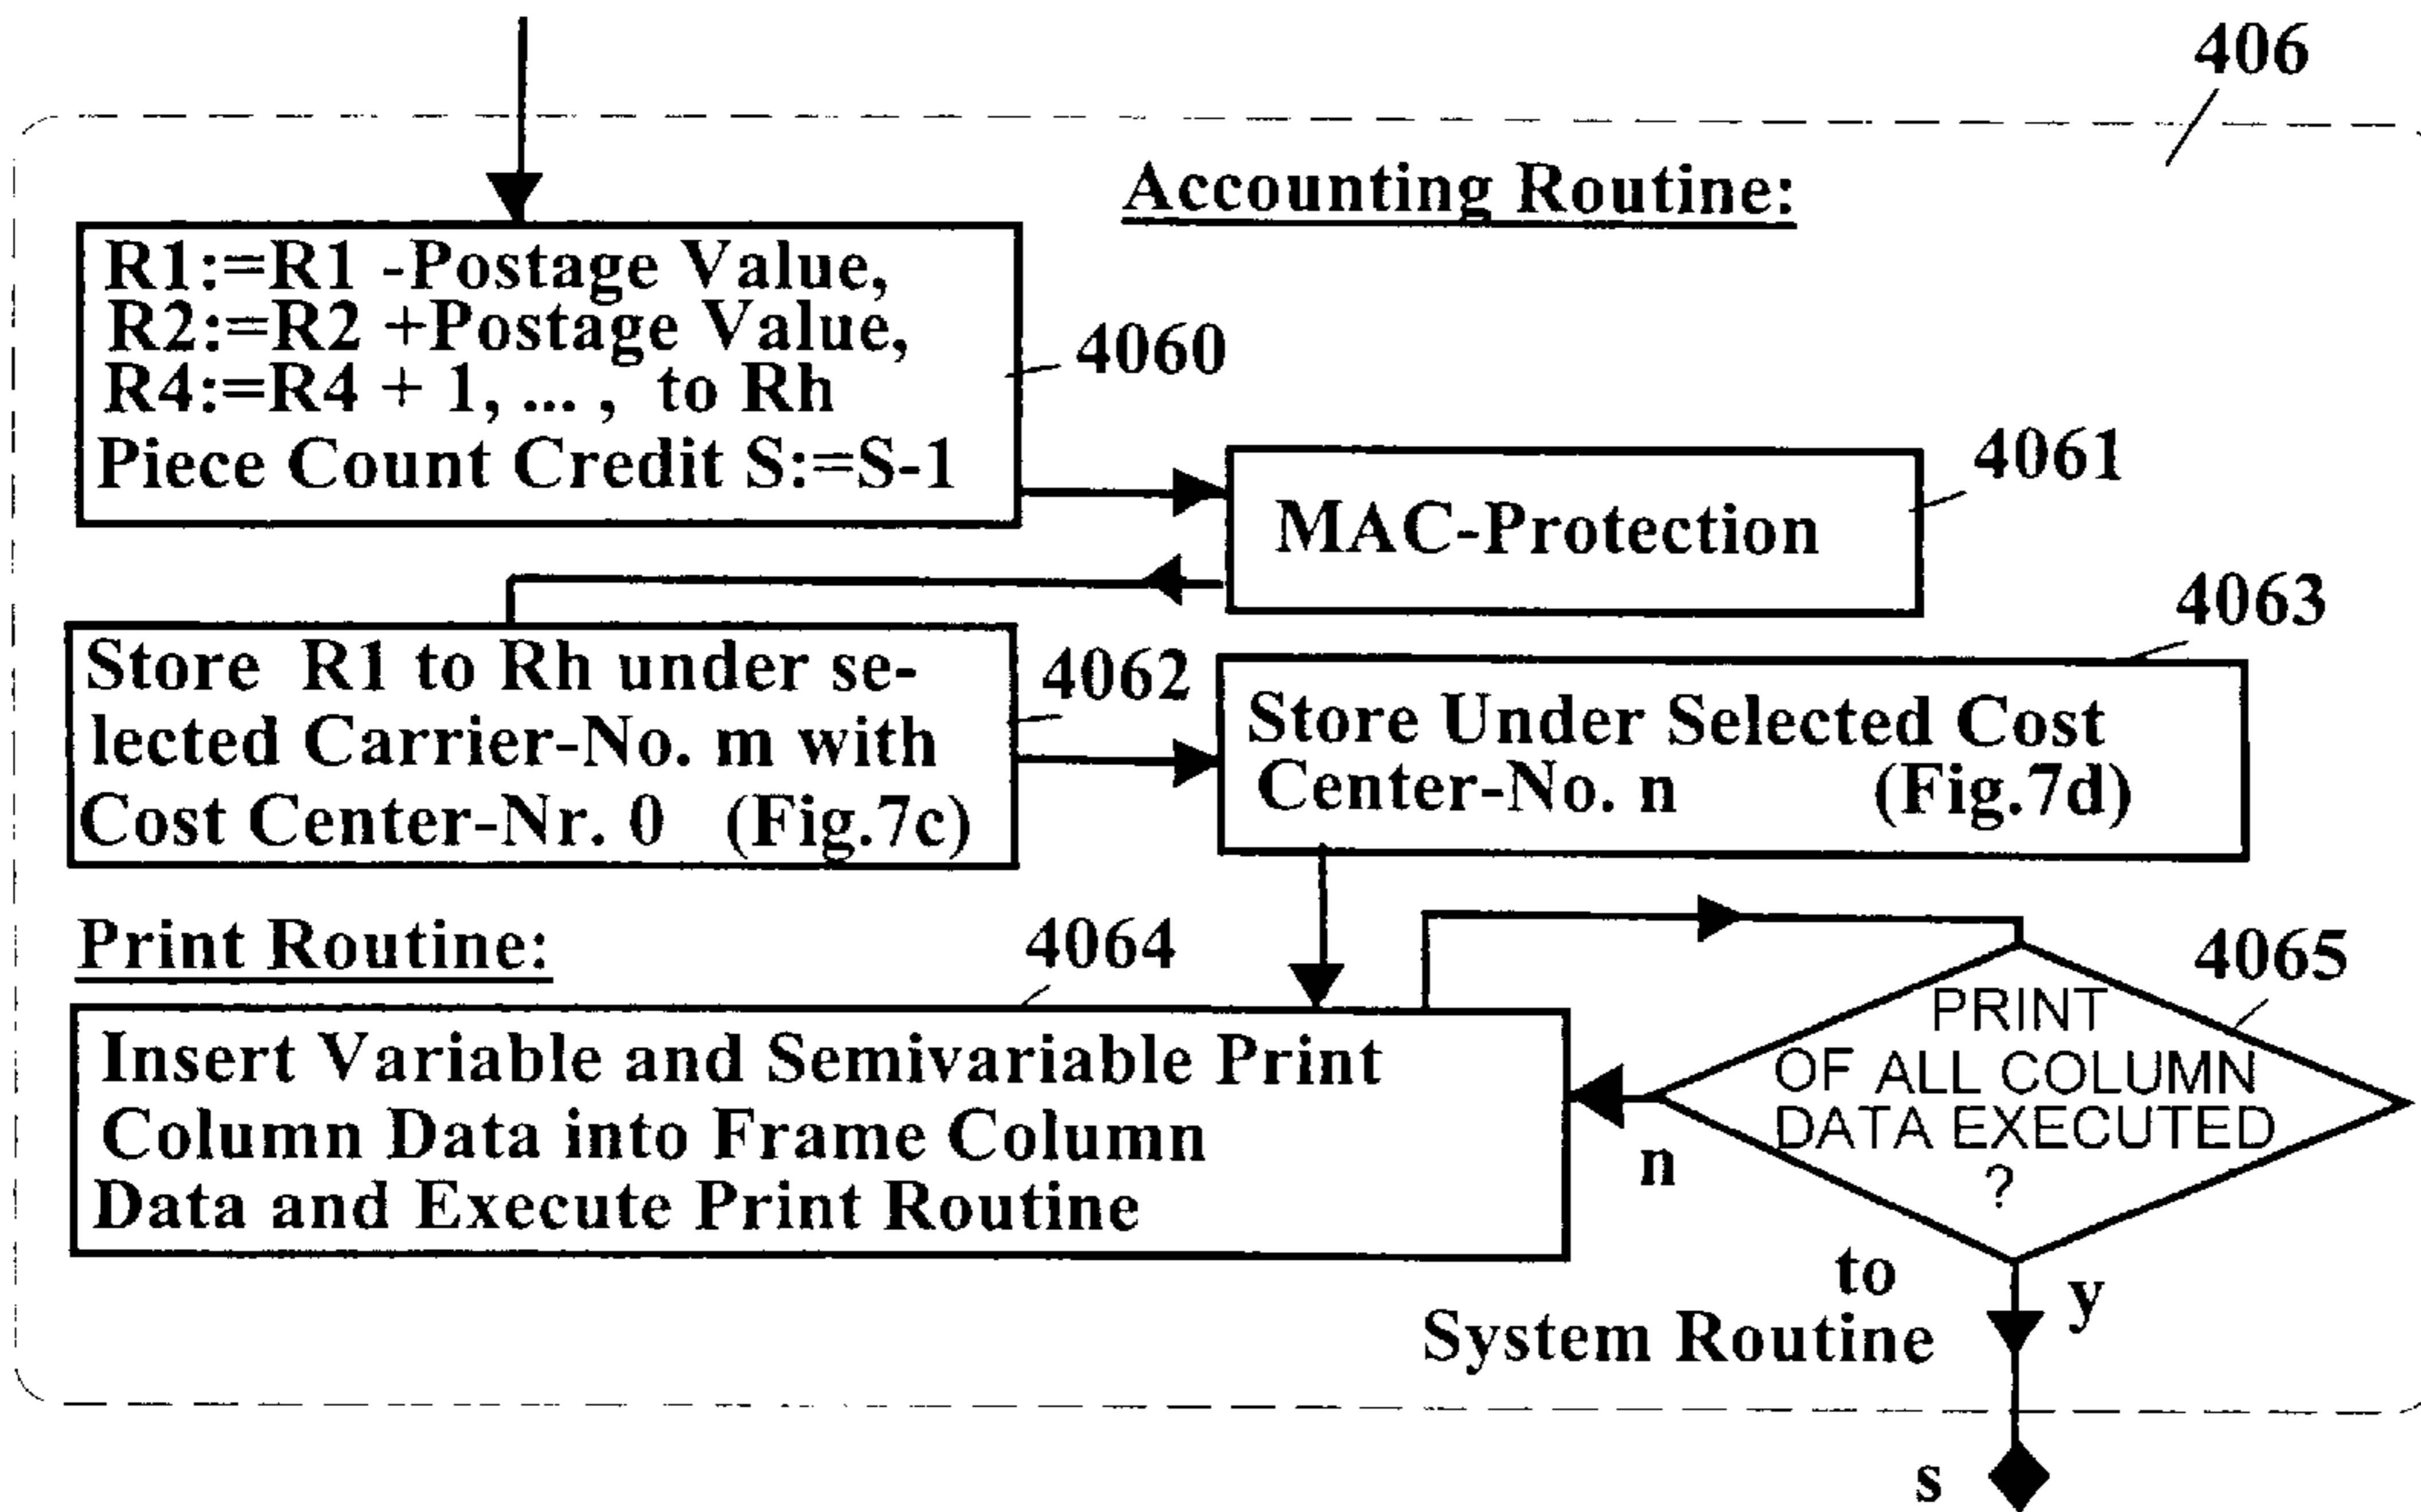 406
Accounting Routine:
R1:=R1 -Postage Value,
R2:=R2 +Postage Value,
R4:=R4 + 1, ... , to Rh
Piece Count Credit S:=S-1
4060
MAC-Protection
4061
Store R1 to Rh under se-
lected Carrier-No. m with
Cost Center-Nr. 0 (Fig.7c)
4062
Store Under Selected Cost
Center-No. n (Fig.7d)
4063
Print Routine:
4064
Insert Variable and Semivariable Print
Column Data into Frame Column
Data and Execute Print Routine
4065
PRINT
OF ALL COLUMN
DATA EXECUTED
?
n
y
to
System Routine
s